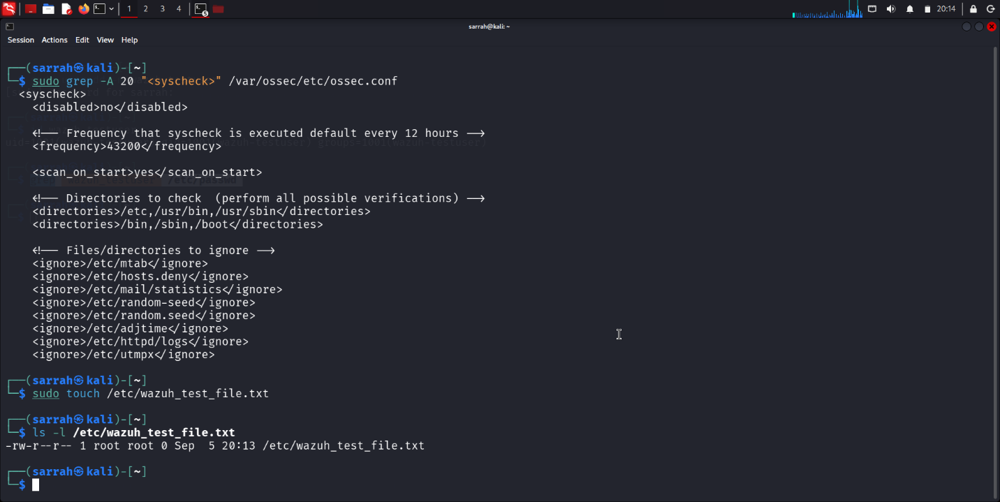 1 2 3 4 5 20:14
sarrah@kali: ~
Session Actions Edit View Help
┌──(sarrah㉿kali)-[~]
└─$ sudo grep -A 20 "<syscheck>" /var/ossec/etc/ossec.conf
<syscheck>
<disabled>no</disabled>
<!-- Frequency that syscheck is executed default every 12 hours -->
<frequency>43200</frequency>
<scan_on_start>yes</scan_on_start>
<!-- Directories to check  (perform all possible verifications) -->
<directories>/etc,/usr/bin,/usr/sbin</directories>
<directories>/bin,/sbin,/boot</directories>
<!-- Files/directories to ignore -->
<ignore>/etc/mtab</ignore>
<ignore>/etc/hosts.deny</ignore>
<ignore>/etc/mail/statistics</ignore>
<ignore>/etc/random-seed</ignore>
<ignore>/etc/random.seed</ignore>
<ignore>/etc/adjtime</ignore>
<ignore>/etc/httpd/logs</ignore>
<ignore>/etc/utmpx</ignore>
┌──(sarrah㉿kali)-[~]
└─$ sudo touch /etc/wazuh_test_file.txt
┌──(sarrah㉿kali)-[~]
└─$ ls -l /etc/wazuh_test_file.txt
-rw-r--r-- 1 root root 0 Sep  5 20:13 /etc/wazuh_test_file.txt
┌──(sarrah㉿kali)-[~]
└─$